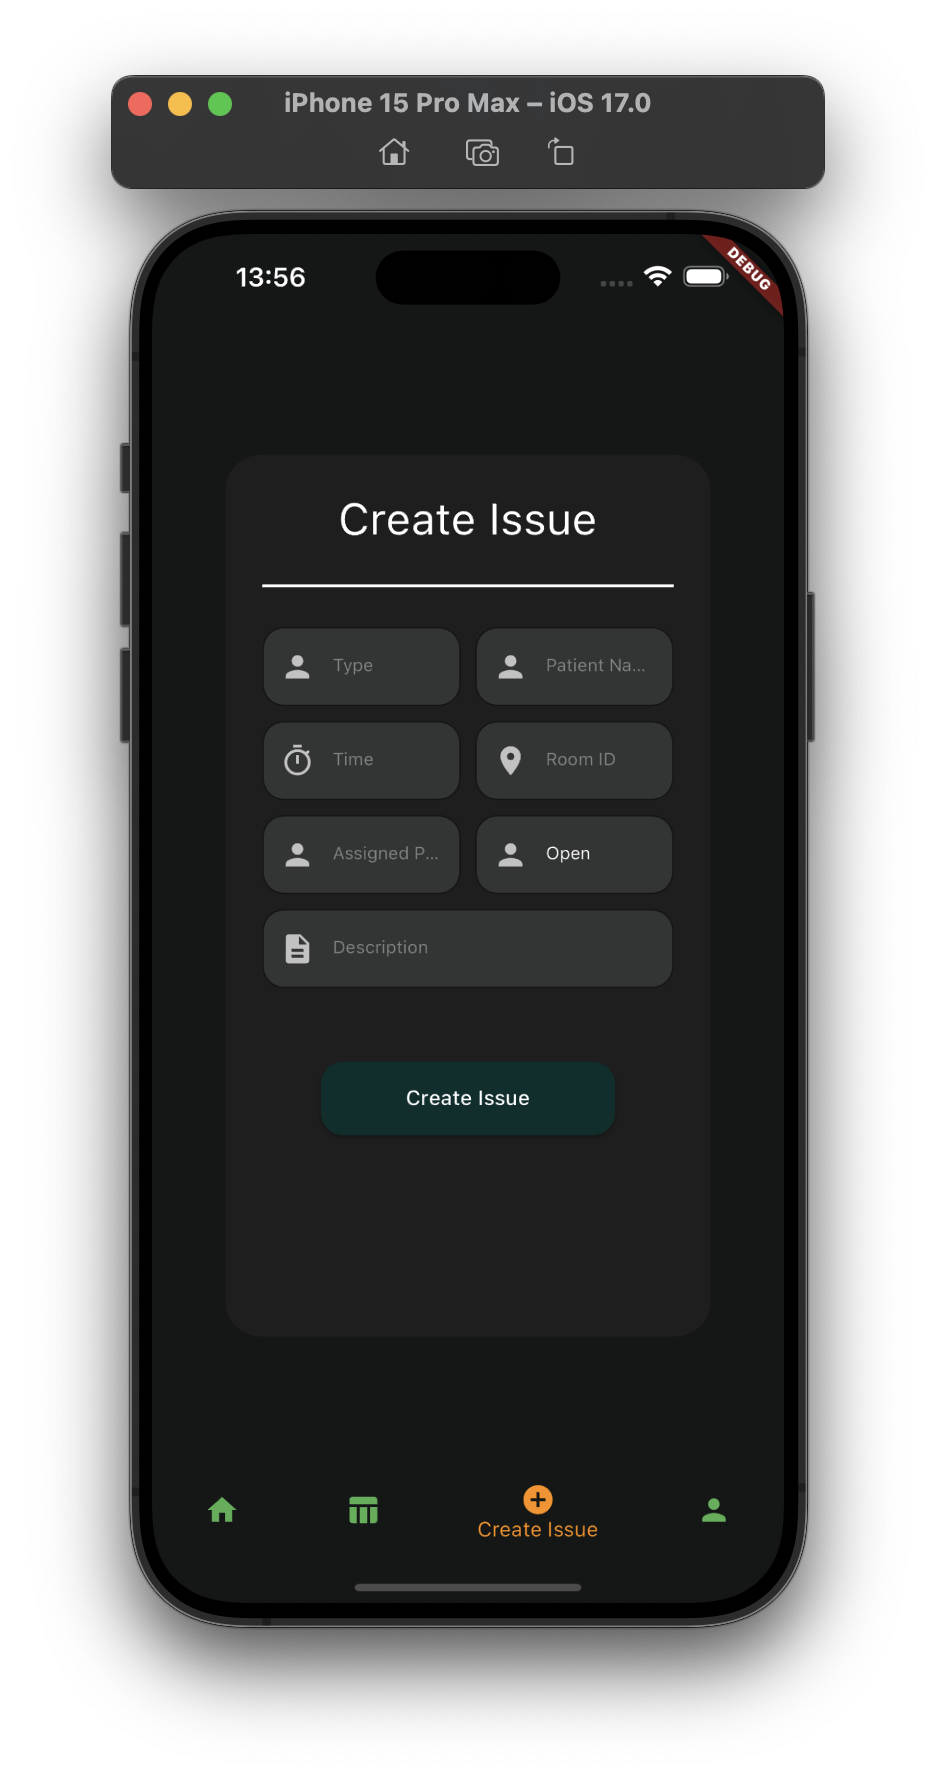 iPhone 15 Pro Max – iOS 17.0
13:56
DEBUG
Create Issue
Type
Patient Na...
Time
Room ID
Assigned P...
Open
Description
Create Issue
Create Issue